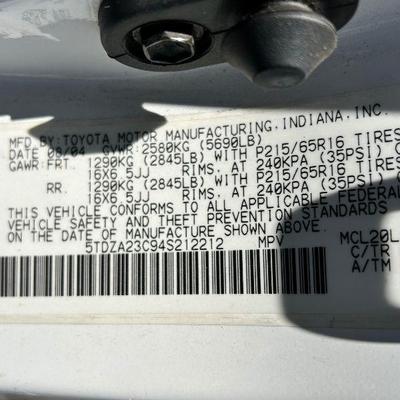 MFD.BY:TOYOTA MOTOR MANUFACTURING,INDIANA,INC.
DATE 08/04 GVWR:2580KG (5690LB)
GAWR:FRT. 1290KG (2845LB) WITH P215/65R16 TIRES
16X6.5JJ RIMS, AT 240KPA (35PSI) C
RR. 1290KG (2845LB) WITH P215/65R16 TIRES
16X6.5JJ RIMS, AT 240KPA (35PSI) C
THIS VEHICLE CONFORMS TO ALL APPLICABLE FEDERAL
VEHICLE SAFETY AND THEFT PREVENTION STANDARDS
ON THE DATE OF MANUFACTURE SHOWN ABOVE.
5TDZA23C94S212212 MPV MCL20L
C/TR
A/TM